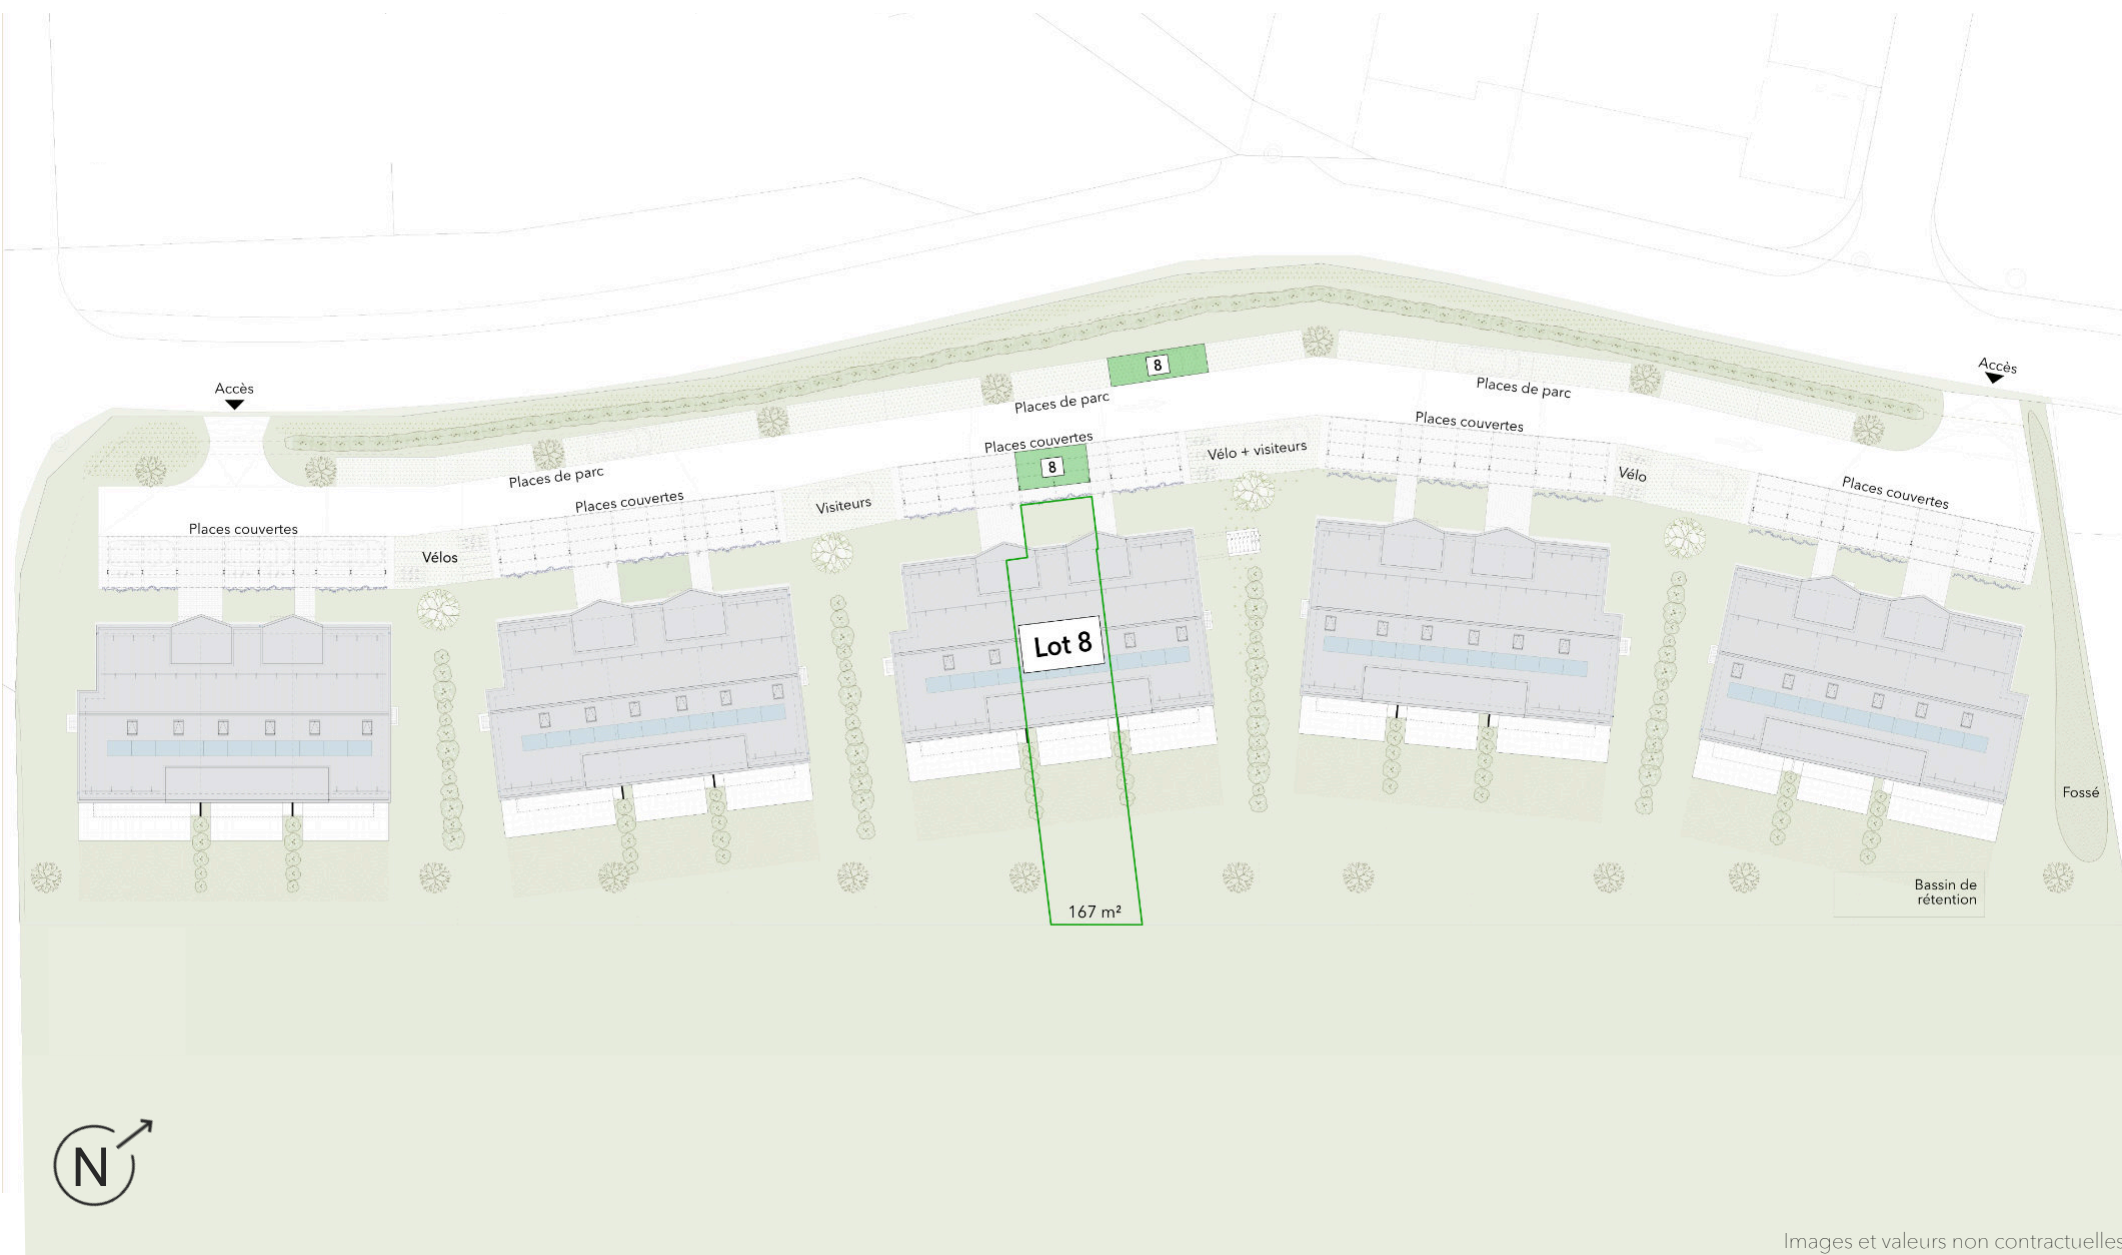 Accès
Accès
8
Places de parc
Places de parc
Places couvertes
Places couvertes
8
Vélo + visiteurs
Places de parc
Vélo
Places couvertes
Places couvertes
Visiteurs
Places couvertes
Vélos
Lot 8
Fossé
Bassin de
rétention
167 m²
N
Images et valeurs non contractuelles